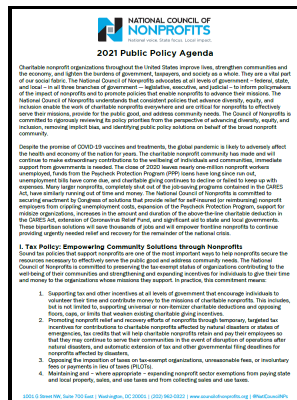 NATIONAL COUNCIL OF
NONPROFITS
National voice. State focus. Local impact.
2021 Public Policy Agenda
Charitable nonprofit organizations throughout the United States improve lives, strengthen communities and
the economy, and lighten the burdens of government, taxpayers, and society as a whole. They are a vital part
of our social fabric. The National Council of Nonprofits advocates at all levels of government – federal, state,
and local – in all three branches of government — legislative, executive, and judicial – to inform policymakers
of the impact of nonprofits and to promote policies that enable nonprofits to advance their missions. The
National Council of Nonprofits understands that consistent policies that advance diversity, equity, and
inclusion enable the work of charitable nonprofits everywhere and are critical for nonprofits to effectively
serve their missions, provide for the public good, and address community needs. The Council of Nonprofits is
committed to rigorously reviewing its policy priorities from the perspective of advancing diversity, equity, and
inclusion, removing implicit bias, and identifying public policy solutions on behalf of the broad nonprofit
community.
Despite the promise of COVID-19 vaccines and treatments, the global pandemic is likely to adversely affect
the health and economy of the nation for years. The charitable nonprofit community has made and will
continue to make extraordinary contributions to the wellbeing of individuals and communities, immediate
support from governments is needed. The close of 2020 leaves nearly one-million nonprofit workers
unemployed, funds from the Paycheck Protection Program (PPP) loans have long since run out,
unemployment bills have come due, and charitable giving continues to decline or failed to keep up with
expenses. Many larger nonprofits, completely shut out of the job-saving programs contained in the CARES
Act, have similarly running out of time and money. The National Council of Nonprofits is committed to
securing enactment by Congress of solutions that provide relief for self-insured (or reimbursing) nonprofit
employers from crippling unemployment costs, expansion of the Paycheck Protection Program, support for
midsize organizations, increases in the amount and duration of the above-the-line charitable deduction in
the CARES Act, extension of Coronavirus Relief Fund, and significant aid to state and local governments.
These bipartisan solutions will save thousands of jobs and will empower frontline nonprofits to continue
providing urgently needed relief and recovery for the remainder of the national crisis.
I. Tax Policy: Empowering Community Solutions through Nonprofits
Sound tax policies that support nonprofits are one of the most important ways to help nonprofits secure the
resources necessary to effectively serve the public good and address community needs. The National
Council of Nonprofits is committed to preserving the tax-exempt status of organizations contributing to the
well-being of their communities and strengthening and expanding incentives for individuals to give their time
and money to the organizations whose missions they support. In practice, this commitment means:
1. Supporting tax and other incentives at all levels of government that encourage individuals to
volunteer their time and contribute money to the missions of charitable nonprofits. This includes,
but is not limited to, supporting universal or non-itemizer charitable deductions and opposing
floors, caps, or limits that weaken existing charitable giving incentives.
2. Promoting nonprofit relief and recovery efforts of nonprofits through temporary, targeted tax
incentives for contributions to charitable nonprofits affected by natural disasters or states of
emergencies, tax credits that will help charitable nonprofits retain and pay their employees so
that they may continue to serve their communities in the event of disruption of operations after
natural disasters, and automatic extension of tax and other governmental filing deadlines for
nonprofits affected by disasters,
3. Opposing the imposition of taxes on tax-exempt organizations, unreasonable fees, or involuntary
fees or payments in lieu of taxes (PILOTs).
4. Maintaining and – where appropriate – expanding nonprofit sector exemptions from paying state
and local property, sales, and use taxes and from collecting sales and use taxes.
1001 G Street NW, Suite 700 East | Washington, DC 20001 | (202) 962-0322 | www.councilofnonprofits.org | #WhatCouncilNPs